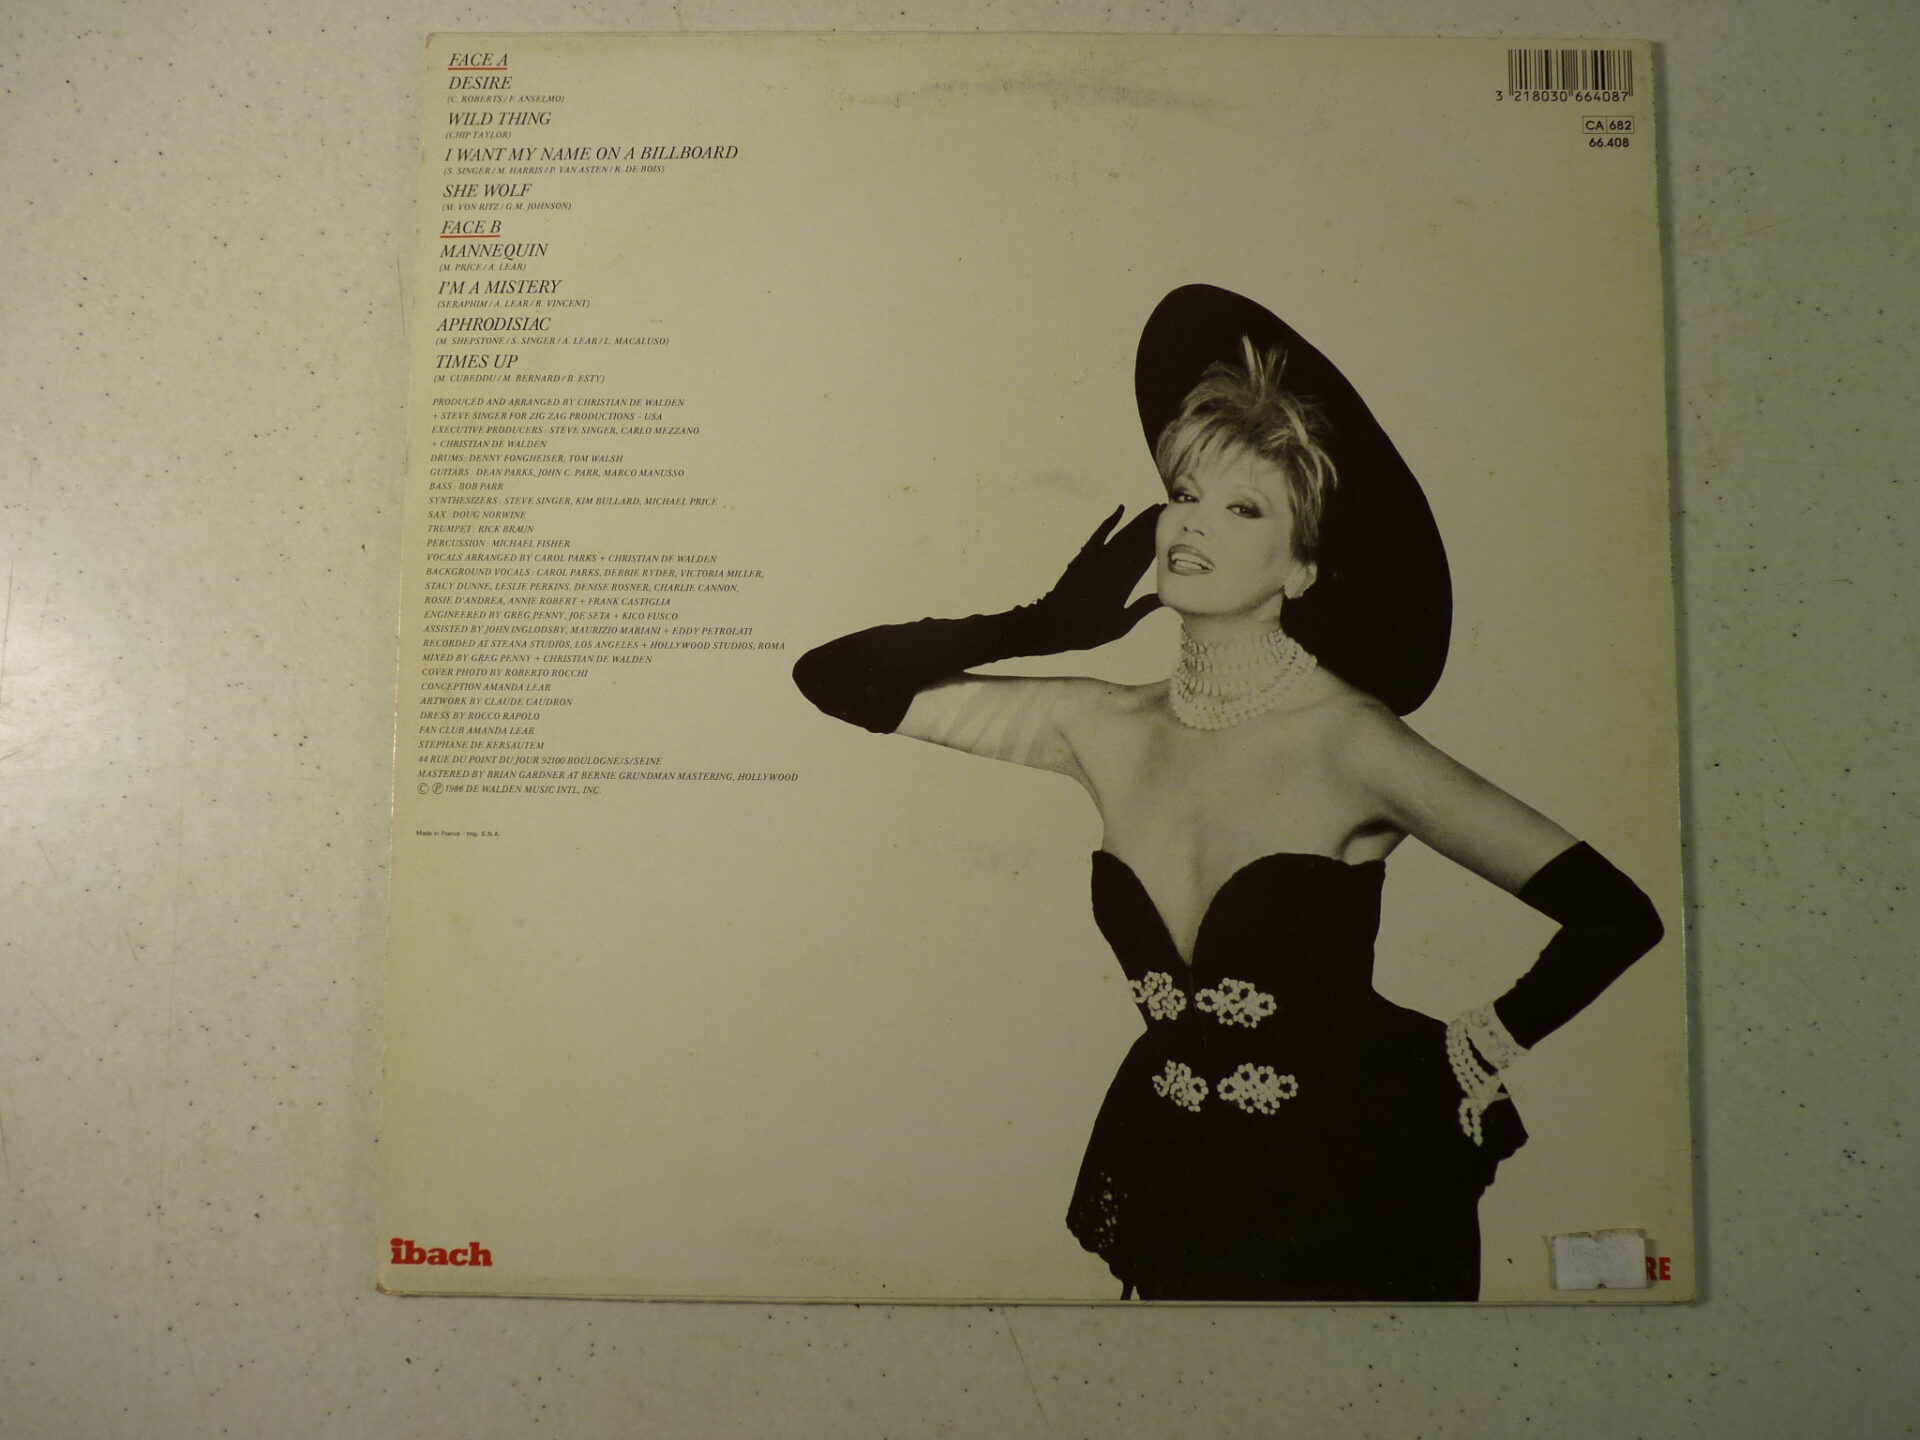 FACE A
DESIRE
(C. ROBERTS / F. ANSELMO)
WILD THING
(CHIP TAYLOR)
I WANT MY NAME ON A BILLBOARD
(S. SINGER / M. HARRIS / P. VAN ASTEN / R. DE BOIS)
SHE WOLF
(M. VON RITZ / G.M. JOHNSON)
FACE B
MANNEQUIN
(M. PRICE / A. LEAR)
I'M A MISTERY
(SERAPHIM / A. LEAR / R. VINCENT)
APHRODISIAC
(M. SHEPSTONE / S. SINGER / A. LEAR / L. MACALUSO)
TIMES UP
(M. CUBEDDU / M. BERNARD / B. ESTY)
PRODUCED AND ARRANGED BY CHRISTIAN DE WALDEN
+ STEVE SINGER FOR ZIG ZAG PRODUCTIONS - USA
EXECUTIVE PRODUCERS : STEVE SINGER, CARLO MEZZANO
+ CHRISTIAN DE WALDEN
DRUMS: DENNY FONGHEISER, TOM WALSH
GUITARS : DEAN PARKS, JOHN C. PARR, MARCO MANUSSO
BASS : BOB PARR
SYNTHESIZERS : STEVE SINGER, KIM BULLARD, MICHAEL PRICE
SAX : DOUG NORWINE
TRUMPET : RICK BRAUN
PERCUSSION : MICHAEL FISHER
VOCALS ARRANGED BY CAROL PARKS + CHRISTIAN DE WALDEN
BACKGROUND VOCALS : CAROL PARKS, DEBBIE RYDER, VICTORIA MILLER,
STACY DUNNE, LESLIE PERKINS, DENISE ROSNER, CHARLIE CANNON,
ROSIE D'ANDREA, ANNIE ROBERT + FRANK CASTIGLIA
ENGINEERED BY GREG PENNY, JOE SETA + KICO FUSCO
ASSISTED BY JOHN INGLODSBY, MAURIZIO MARIANI + EDDY PETROLATI
RECORDED AT STEANA STUDIOS, LOS ANGELES + HOLLYWOOD STUDIOS, ROMA
MIXED BY GREG PENNY + CHRISTIAN DE WALDEN
COVER PHOTO BY ROBERTO ROCCHI
CONCEPTION AMANDA LEAR
ARTWORK BY CLAUDE CAUDRON
DRESS BY ROCCO RAPOLO
FAN CLUB AMANDA LEAR
STEPHANE DE KERSAUTEM
44 RUE DU POINT DU JOUR 92100 BOULOGNE/S/SEINE
MASTERED BY BRIAN GARDNER AT BERNIE GRUNDMAN MASTERING, HOLLYWOOD
© ℗ 1986 DE WALDEN MUSIC INTL, INC.
Made in France - Imp. S.N.A.
3 218030 664087
CA 682
66.408
ibach
RE